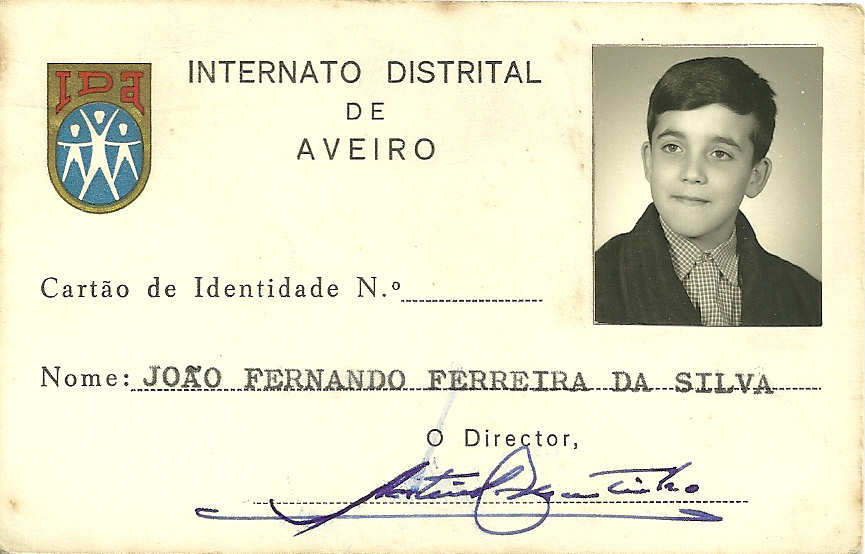 IDA
INTERNATO DISTRITAL
DE
AVEIRO
Cartão de Identidade N.º
Nome: JOÃO FERNANDO FERREIRA DA SILVA
O Director,